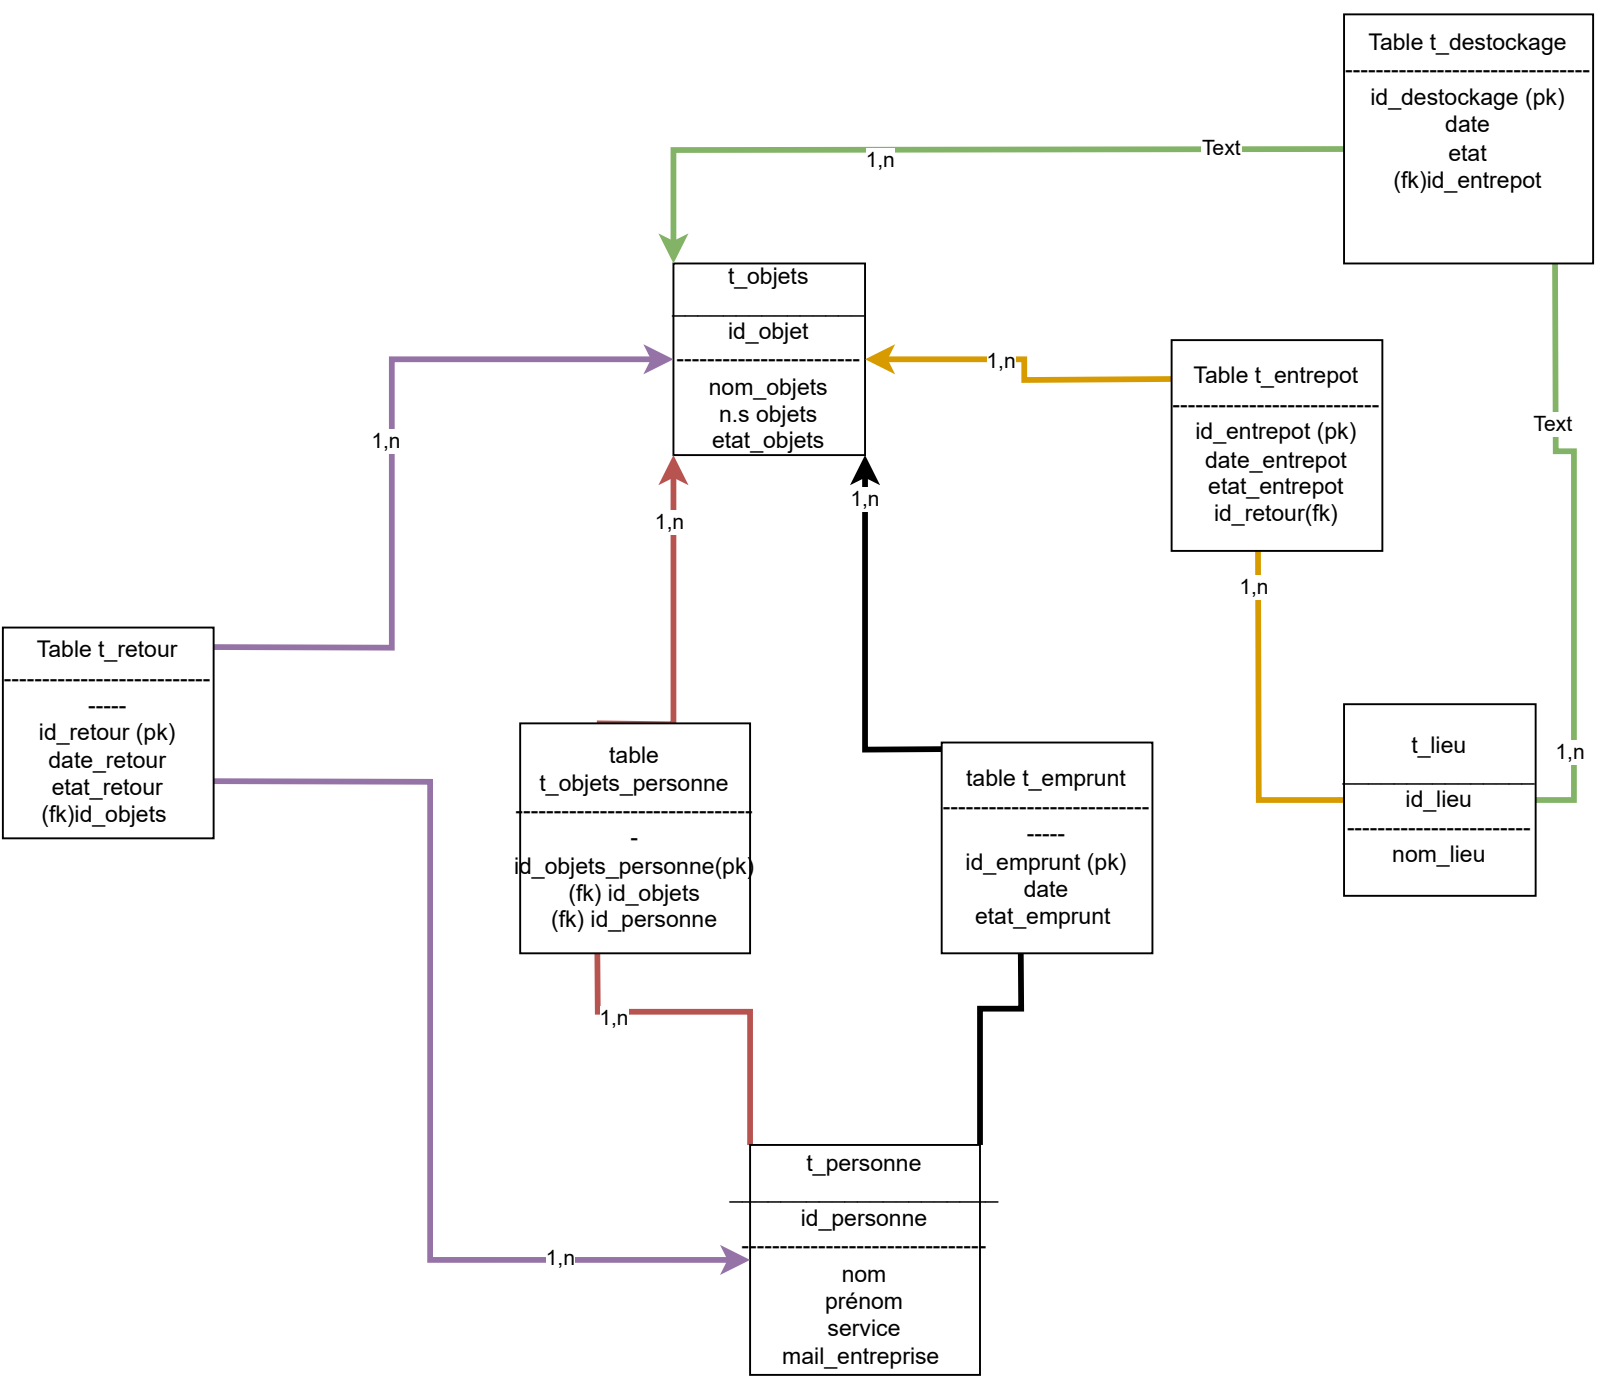 Table t_destockage
--------------------------------
id_destockage (pk)
date
etat
(fk)id_entrepot
Text
1,n
t_objets
id_objet
------------------------
nom_objets
n.s objets
etat_objets
1,n
Table t_entrepot
---------------------------
id_entrepot (pk)
date_entrepot
etat_entrepot
id_retour(fk)
Text
1,n
1,n
1,n
1,n
Table t_retour
---------------------------
-----
id_retour (pk)
date_retour
etat_retour
(fk)id_objets
table
t_objets_personne
-------------------------------
-
id_objets_personne(pk)
(fk) id_objets
(fk) id_personne
table t_emprunt
---------------------------
-----
id_emprunt (pk)
date
etat_emprunt
t_lieu
id_lieu
------------------------
nom_lieu
1,n
1,n
t_personne
id_personne
--------------------------------
nom
prénom
service
mail_entreprise
1,n